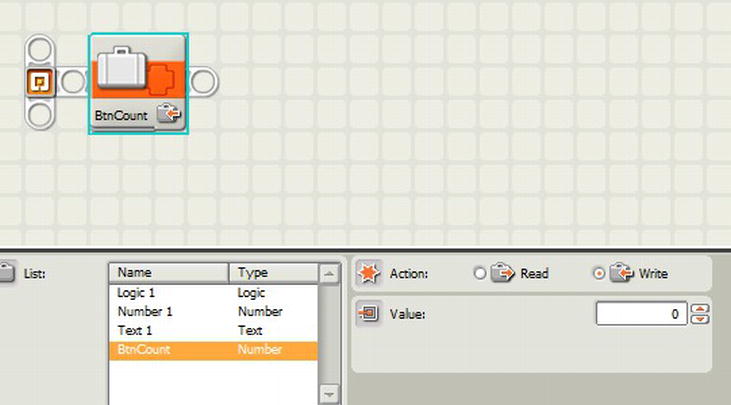 BtnCount
List:
Name Type
Logic 1 Logic
Number 1 Number
Text 1 Text
BtnCount Number
Action: Read Write
Value: 0